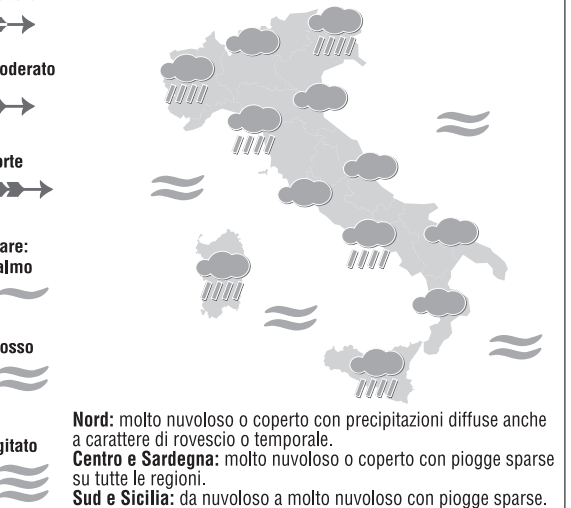 oderato
orte
are:
almo
osso
gitato
Nord: molto nuvoloso o coperto con precipitazioni diffuse anche
a carattere di rovescio o temporale.
Centro e Sardegna: molto nuvoloso o coperto con piogge sparse
su tutte le regioni.
Sud e Sicilia: da nuvoloso a molto nuvoloso con piogge sparse.